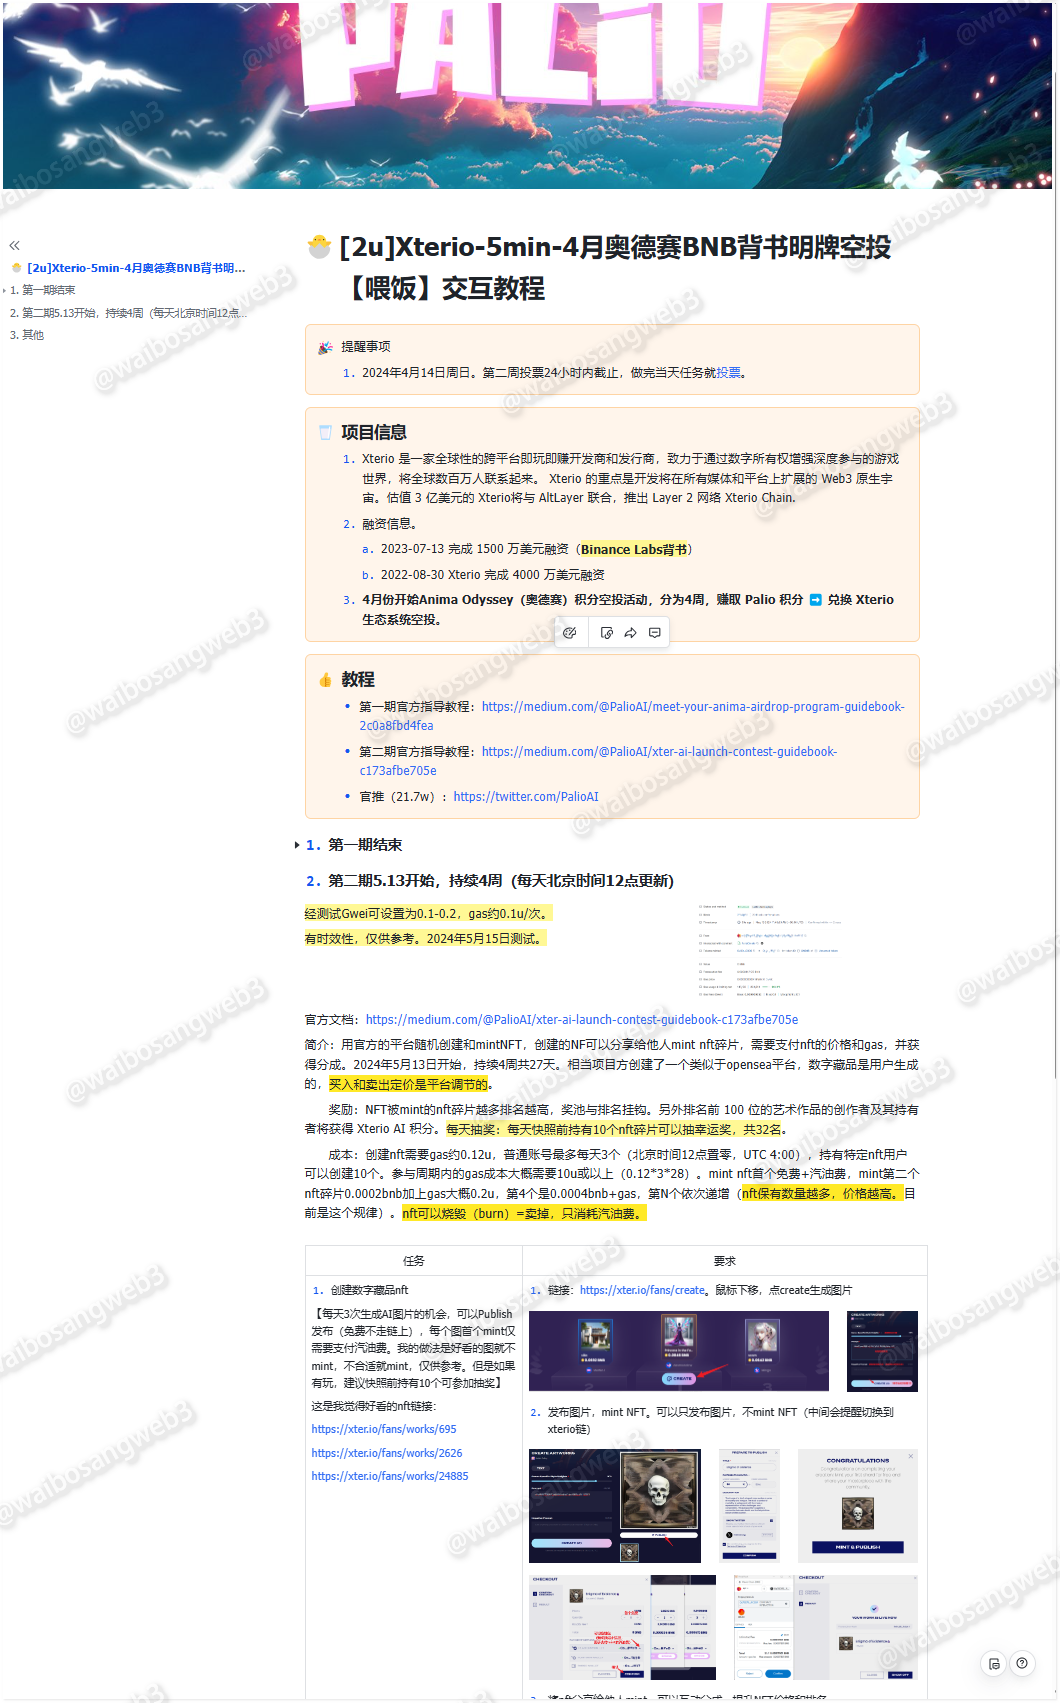 PALIO
[2u]Xterio-5min-4月奥德赛BNB背书明...
1. 第一期结束
2. 第二期5.13开始，持续4周（每天北京时间12点...
3. 其他
[2u]Xterio-5min-4月奥德赛BNB背书明牌空投
【喂饭】交互教程
提醒事项
1. 2024年4月14日周日。第二周投票24小时内截止，做完当天任务就投票。
项目信息
1. Xterio 是一家全球性的跨平台即玩即赚开发商和发行商，致力于通过数字所有权增强深度参与的游戏
世界，将全球数百万人联系起来。 Xterio 的重点是开发将在所有媒体和平台上扩展的 Web3 原生宇
宙。估值 3 亿美元的 Xterio将与 AltLayer 联合，推出 Layer 2 网络 Xterio Chain.
2. 融资信息。
a. 2023-07-13 完成 1500 万美元融资（Binance Labs背书）
b. 2022-08-30 Xterio 完成 4000 万美元融资
3. 4月份开始Anima Odyssey（奥德赛）积分空投活动，分为4周，赚取 Palio 积分 ➡️ 兑换 Xterio
生态系统空投。
教程
• 第一期官方指导教程：https://medium.com/@PalioAI/meet-your-anima-airdrop-program-guidebook-
2c0a8fbd4fea
• 第二期官方指导教程：https://medium.com/@PalioAI/xter-ai-launch-contest-guidebook-
c173afbe705e
• 官推（21.7w）：https://twitter.com/PalioAI
1. 第一期结束
2. 第二期5.13开始，持续4周（每天北京时间12点更新）
经测试Gwei可设置为0.1-0.2，gas约0.1u/次。
有时效性，仅供参考。2024年5月15日测试。
官方文档：https://medium.com/@PalioAI/xter-ai-launch-contest-guidebook-c173afbe705e
简介：用官方的平台随机创建和mintNFT，创建的NF可以分享给他人mint nft碎片，需要支付nft的价格和gas，并获
得分成。2024年5月13日开始，持续4周共27天。相当项目方创建了一个类似于opensea平台，数字藏品是用户生成
的，买入和卖出定价是平台调节的。
奖励：NFT被mint的nft碎片越多排名越高，奖池与排名挂钩。另外排名前 100 位的艺术作品的创作者及其持有
者将获得 Xterio AI 积分。每天抽奖：每天快照前持有10个nft碎片可以抽幸运奖，共32名。
成本：创建nft需要gas约0.12u，普通账号最多每天3个（北京时间12点置零，UTC 4:00），持有特定nft用户
可以创建10个。参与周期内的gas成本大概需要10u或以上（0.12*3*28）。mint nft首个免费+汽油费，mint第二个
nft碎片0.0002bnb加上gas大概0.2u，第4个是0.0004bnb+gas，第N个依次递增（nft保有数量越多，价格越高。目
前是这个规律）。nft可以烧毁（burn）=卖掉，只消耗汽油费。
任务
要求
1. 创建数字藏品nft
【每天3次生成AI图片的机会，可以Publish
发布（免费不走链上），每个图首个mint仅
需要支付汽油费。我的做法是好看的图就不
mint，不合适就mint，仅供参考。但是如果
有玩，建议快照前持有10个可参加抽奖】
这是我觉得好看的nft链接：
https://xter.io/fans/works/695
https://xter.io/fans/works/2626
https://xter.io/fans/works/24885
1. 链接：https://xter.io/fans/create。鼠标下移，点create生成图片
CREATE
2. 发布图片，mint NFT。可以只发布图片，不mint NFT（中间会提醒切换到
xterio链)
CREATE ARTWORKS
PREPARE TO PUBLISH
CONGRATULATIONS
MINT & PUBLISH
CHECKOUT
CHECKOUT
3. 将nft分享给他人mint，可以互动分成，提升NFT价格和排名
@waibosangweb3